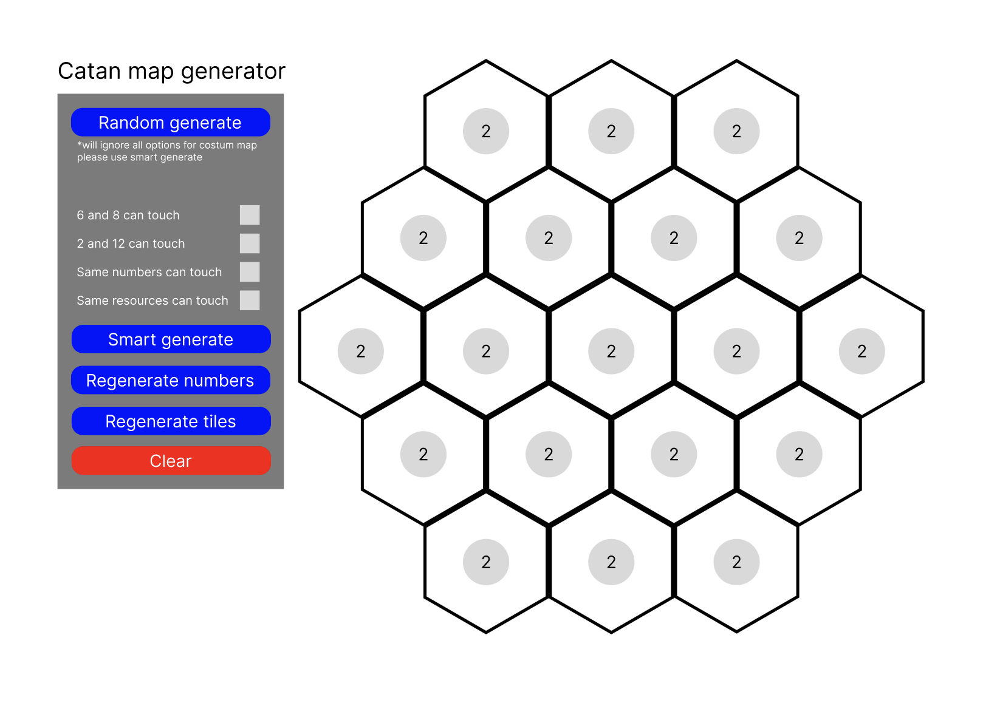 Catan map generator
Random generate
*will ignore all options for costum map
please use smart generate
6 and 8 can touch
2 and 12 can touch
Same numbers can touch
Same resources can touch
Smart generate
Regenerate numbers
Regenerate tiles
Clear
2 2 2
2 2 2 2
2 2 2 2 2
2 2 2 2
2 2 2